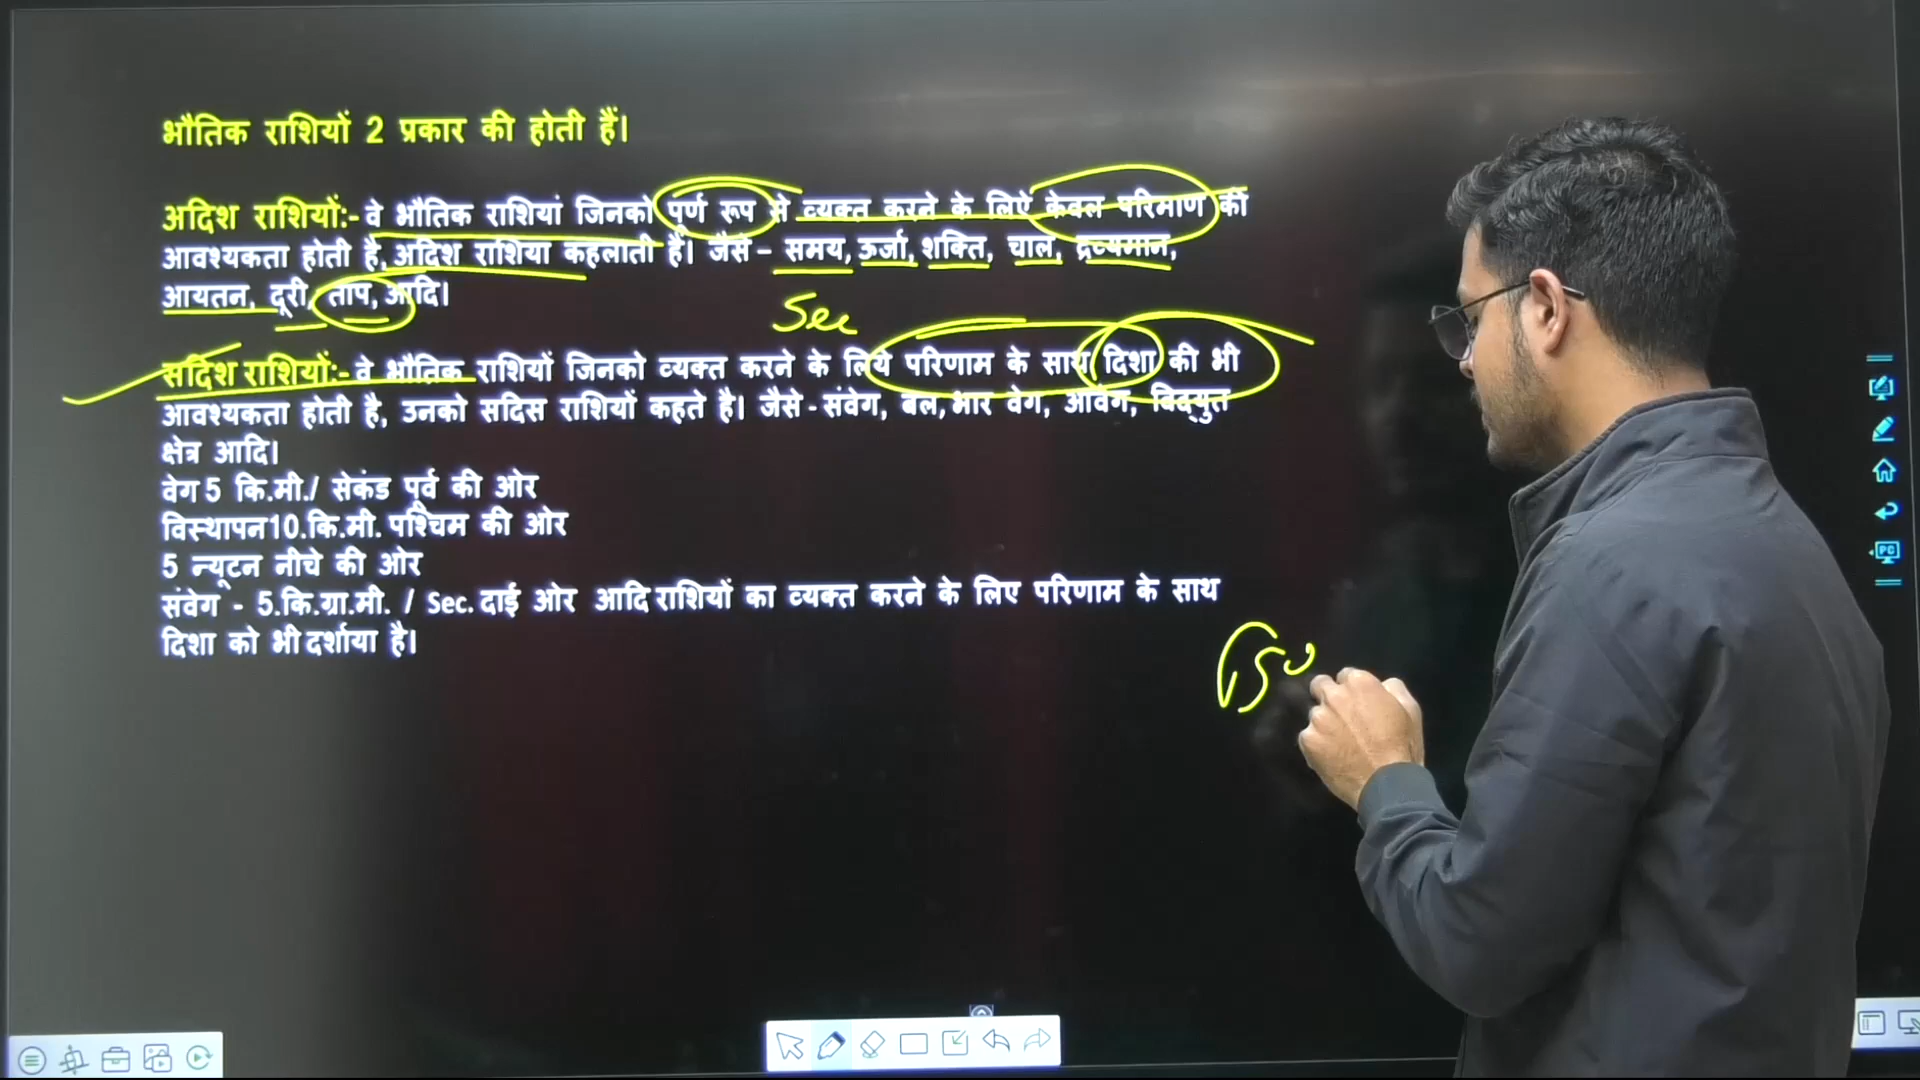 भौतिक राशियों 2 प्रकार की होती हैं।
अदिश राशियों:- वे भौतिक राशियां जिनको पूर्ण रूप से व्यक्त करने के लिऐ केवल परिमाण की
आवश्यकता होती है, अदिश राशिया कहलाती हैं। जैसे – समय, ऊर्जा, शक्ति, चाल, द्रव्यमान,
आयतन, दूरी, ताप, आदि।
Sec
सदिश राशियों:- वे भौतिक राशियों जिनको व्यक्त करने के लिये परिणाम के साथ दिशा की भी
आवश्यकता होती है, उनको सदिस राशियों कहते है। जैसे - संवेग, बल, भार वेग, आवेग, विद्युत
क्षेत्र आदि।
वेग 5 कि.मी./ सेकंड पूर्व की ओर
विस्थापन10.कि.मी. पश्चिम की ओर
5 न्यूटन नीचे की ओर
संवेग - 5.कि.ग्रा.मी. / Sec. दाई ओर आदि राशियों का व्यक्त करने के लिए परिणाम के साथ
दिशा को भी दर्शाया है।
PC